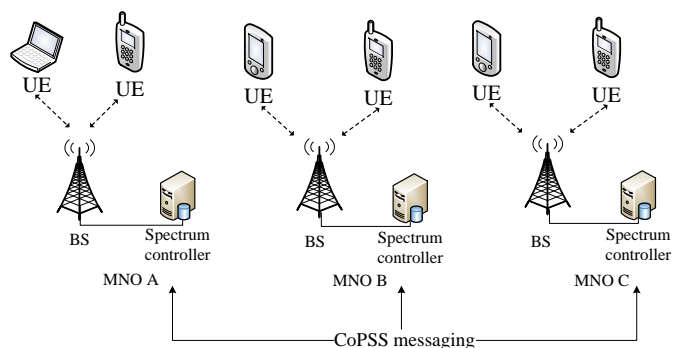 UE
UE
UE
UE
UE
UE
BS
Spectrum
controller
MNO A
BS
Spectrum
controller
MNO B
BS
Spectrum
controller
MNO C
CoPSS messaging